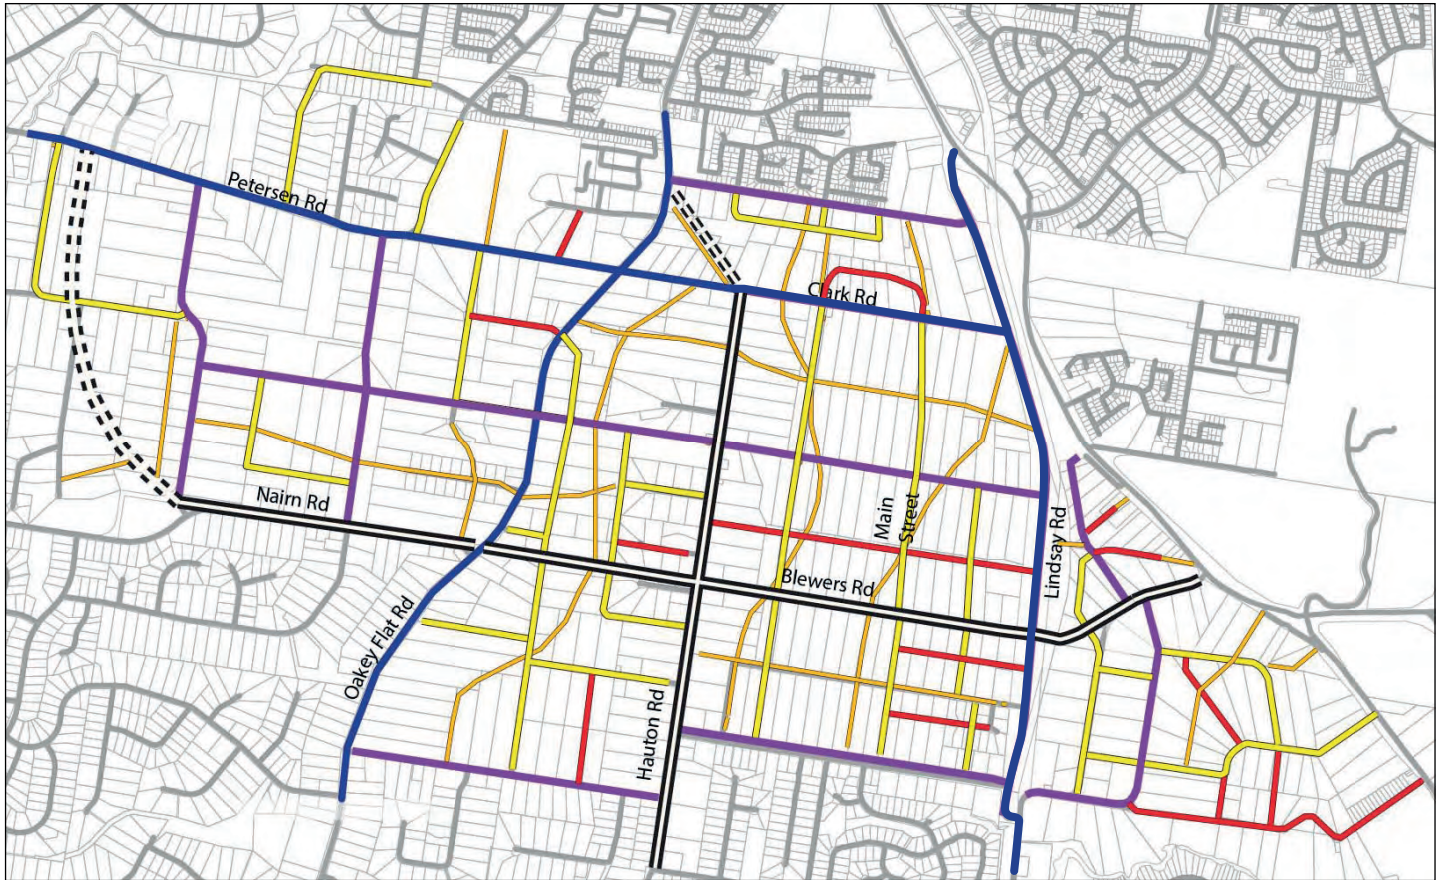 Petersen Rd
Clark Rd
Nairn Rd
Main
Street
Lindsay Rd
Blewers Rd
Oakey Flat Rd
Hauton Rd